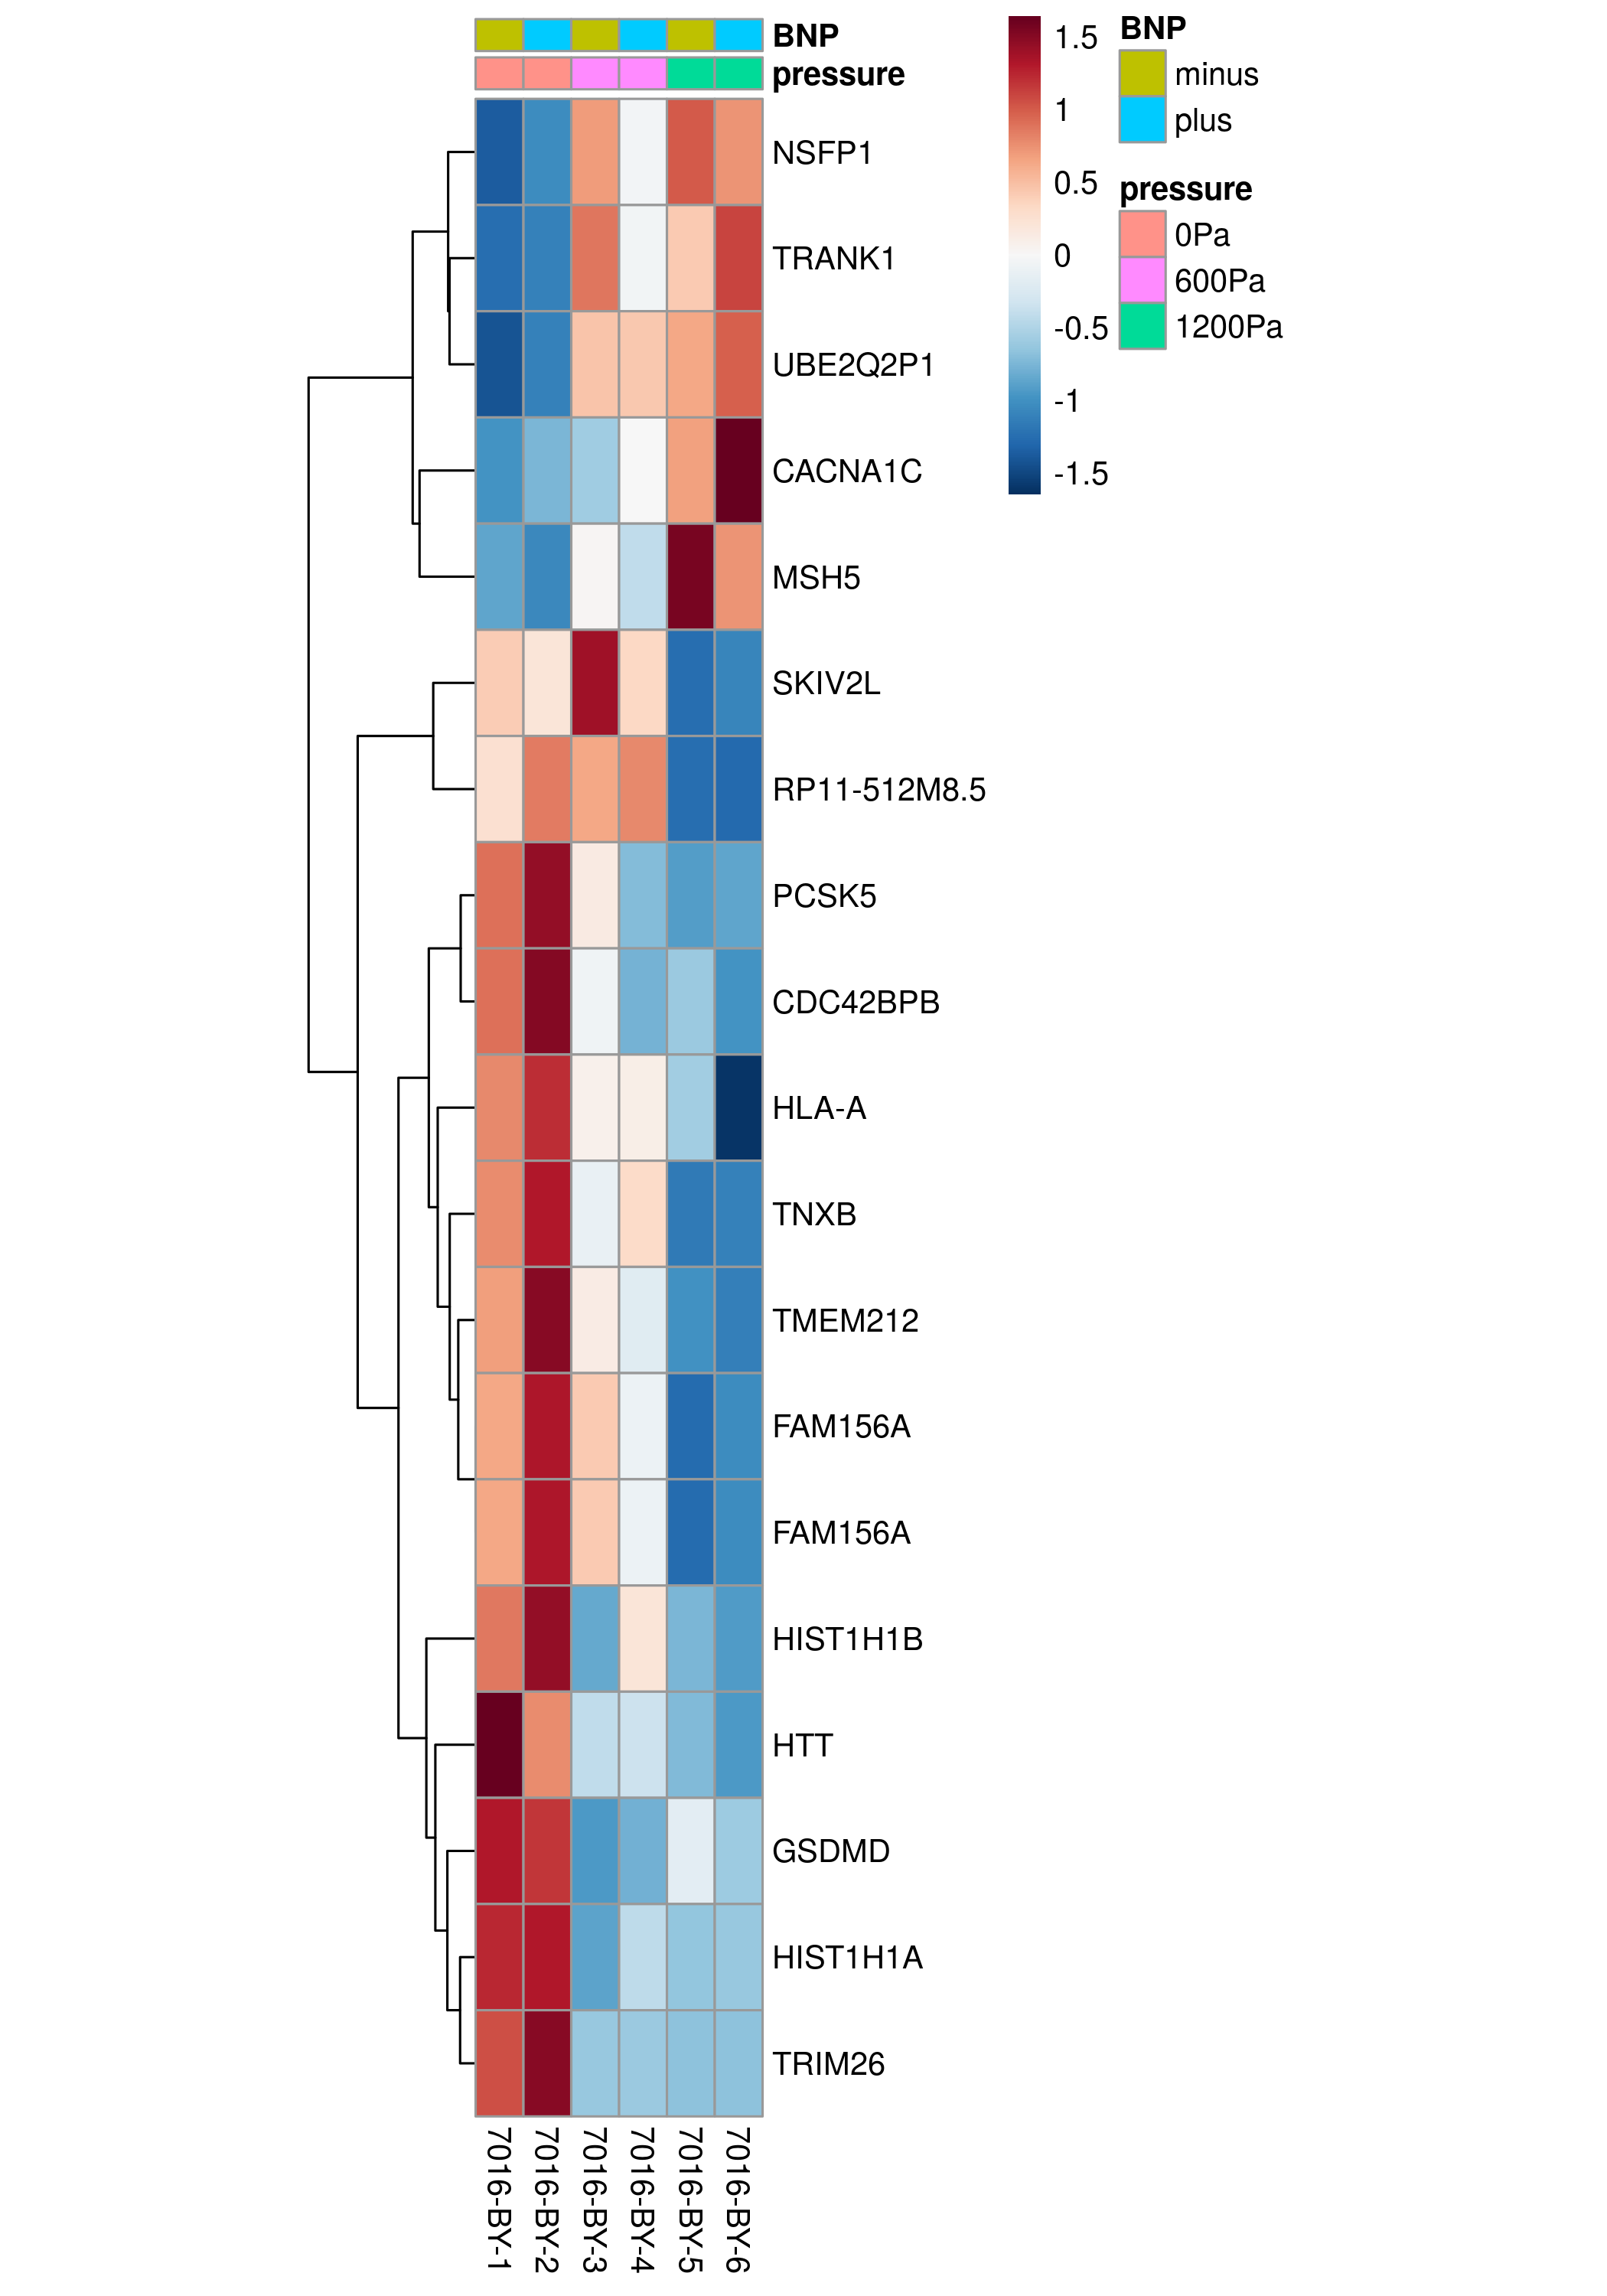 BNP
pressure
NSFP1
TRANK1
UBE2Q2P1
CACNA1C
MSH5
SKIV2L
RP11-512M8.5
PCSK5
CDC42BPB
HLA-A
TNXB
TMEM212
FAM156A
FAM156A
HIST1H1B
HTT
GSDMD
HIST1H1A
TRIM26
7016-BY-1
7016-BY-2
7016-BY-3
7016-BY-4
7016-BY-5
7016-BY-6
1.5
1
0.5
0
-0.5
-1
-1.5
BNP
minus
plus
pressure
0Pa
600Pa
1200Pa